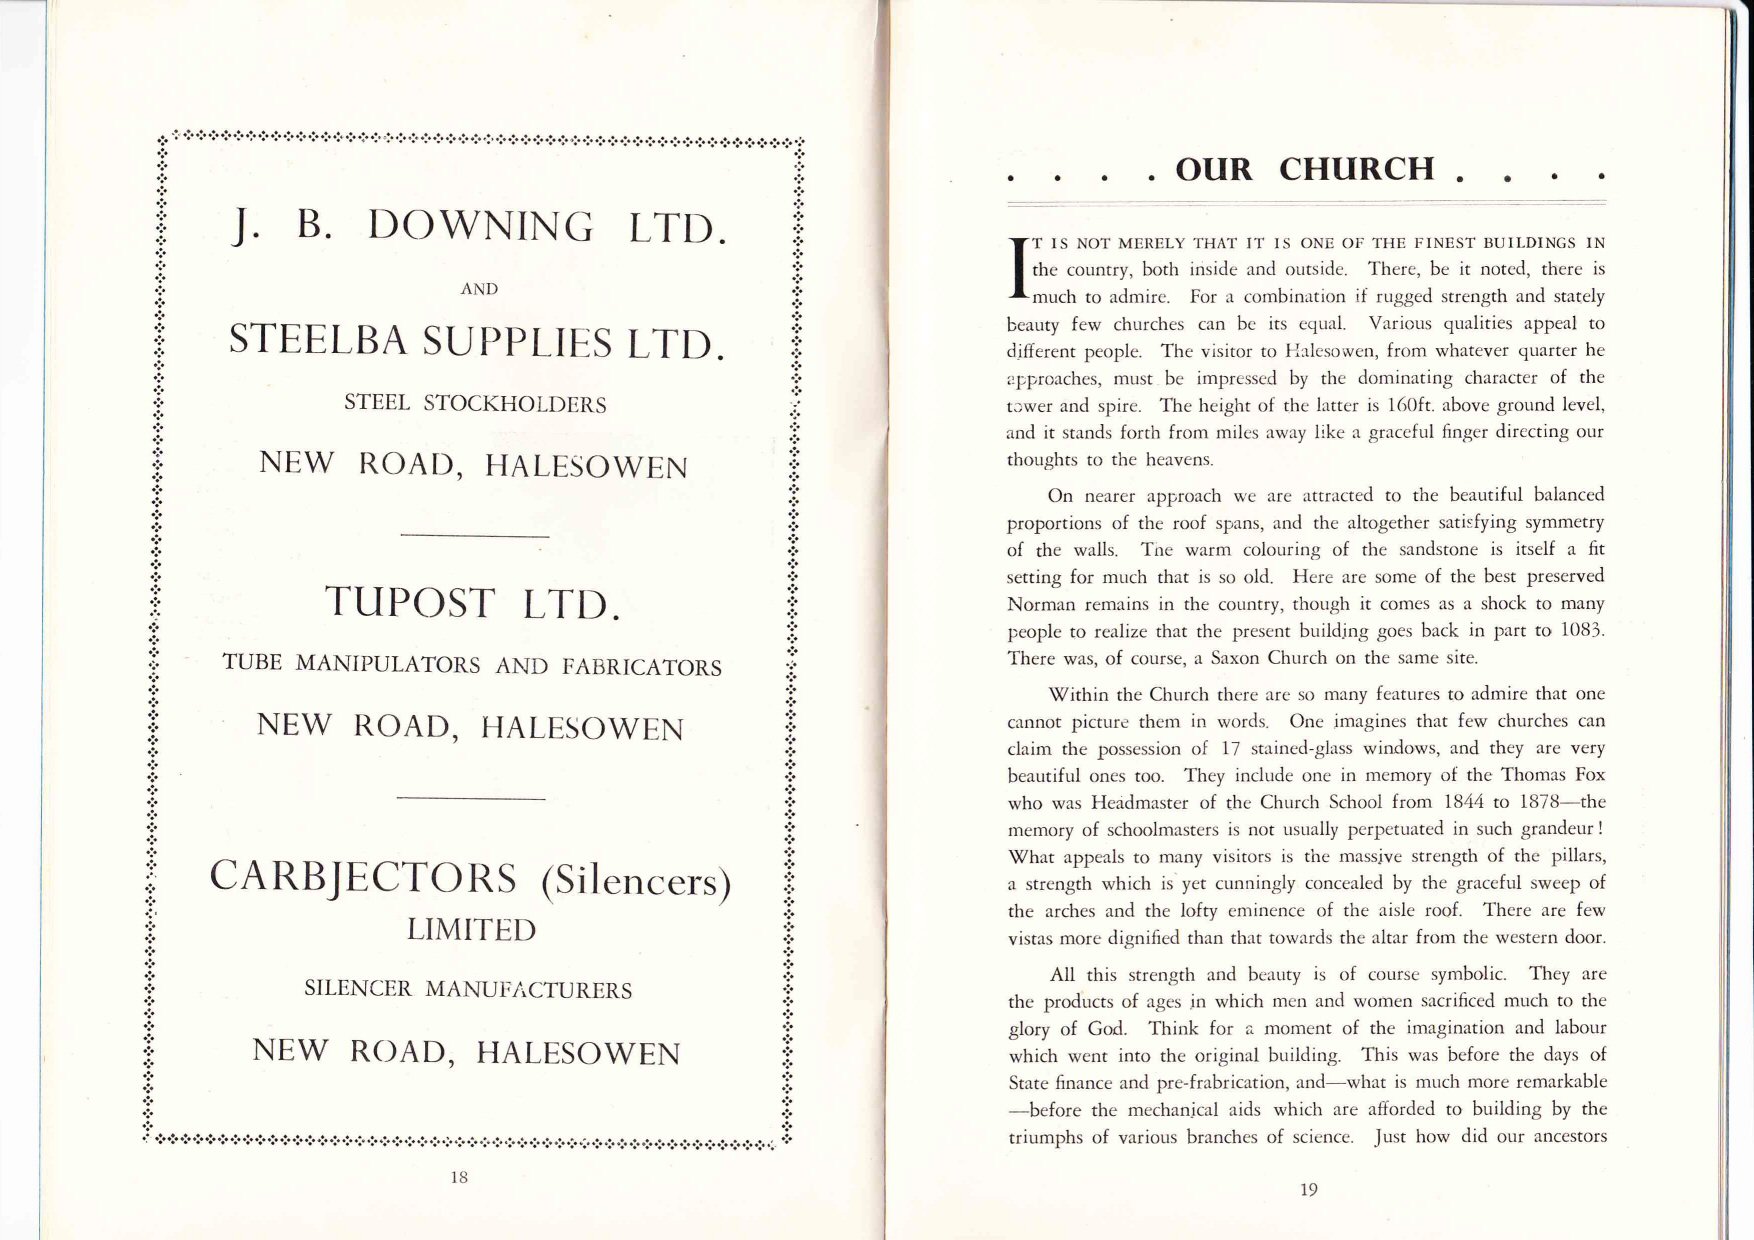 J. B. DOWNING LTD.
AND
STEELBA SUPPLIES LTD.
STEEL STOCKHOLDERS
NEW ROAD, HALESOWEN
TUPOST LTD.
TUBE MANIPULATORS AND FABRICATORS
NEW ROAD, HALESOWEN
CARBJECTORS (Silencers)
LIMITED
SILENCER MANUFACTURERS
NEW ROAD, HALESOWEN
18
. . . . OUR CHURCH . . . .
IT IS NOT MERELY THAT IT IS ONE OF THE FINEST BUILDINGS IN
the country, both inside and outside. There, be it noted, there is
much to admire. For a combination if rugged strength and stately
beauty few churches can be its equal. Various qualities appeal to
different people. The visitor to Halesowen, from whatever quarter he
approaches, must be impressed by the dominating character of the
tower and spire. The height of the latter is 160ft. above ground level,
and it stands forth from miles away like a graceful finger directing our
thoughts to the heavens.
On nearer approach we are attracted to the beautiful balanced
proportions of the roof spans, and the altogether satisfying symmetry
of the walls. The warm colouring of the sandstone is itself a fit
setting for much that is so old. Here are some of the best preserved
Norman remains in the country, though it comes as a shock to many
people to realize that the present building goes back in part to 1083.
There was, of course, a Saxon Church on the same site.
Within the Church there are so many features to admire that one
cannot picture them in words. One imagines that few churches can
claim the possession of 17 stained-glass windows, and they are very
beautiful ones too. They include one in memory of the Thomas Fox
who was Headmaster of the Church School from 1844 to 1878—the
memory of schoolmasters is not usually perpetuated in such grandeur!
What appeals to many visitors is the massive strength of the pillars,
a strength which is yet cunningly concealed by the graceful sweep of
the arches and the lofty eminence of the aisle roof. There are few
vistas more dignified than that towards the altar from the western door.
All this strength and beauty is of course symbolic. They are
the products of ages in which men and women sacrificed much to the
glory of God. Think for a moment of the imagination and labour
which went into the original building. This was before the days of
State finance and pre-frabrication, and—what is much more remarkable
—before the mechanical aids which are afforded to building by the
triumphs of various branches of science. Just how did our ancestors
19